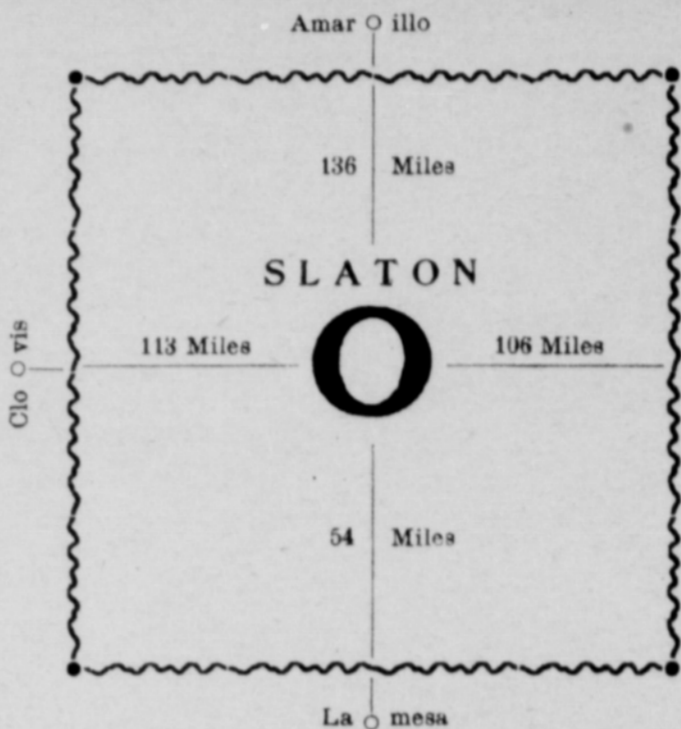 Amar illo
136 Miles
SLATON
Clo vis
113 Miles
106 Miles
54 Miles
La mesa